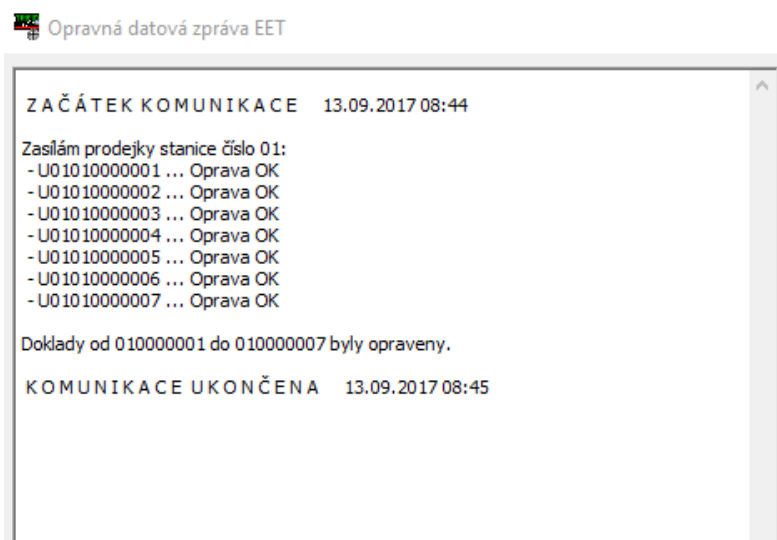 Opravná datová zpráva EET
Z A Č Á T E K K O M U N I K A C E 13.09.2017 08:44
Zasílám prodejky stanice číslo 01:
- U01010000001 ... Oprava OK
- U01010000002 ... Oprava OK
- U01010000003 ... Oprava OK
- U01010000004 ... Oprava OK
- U01010000005 ... Oprava OK
- U01010000006 ... Oprava OK
- U01010000007 ... Oprava OK
Doklady od 010000001 do 010000007 byly opraveny.
K O M U N I K A C E U K O N Č E N A 13.09.2017 08:45